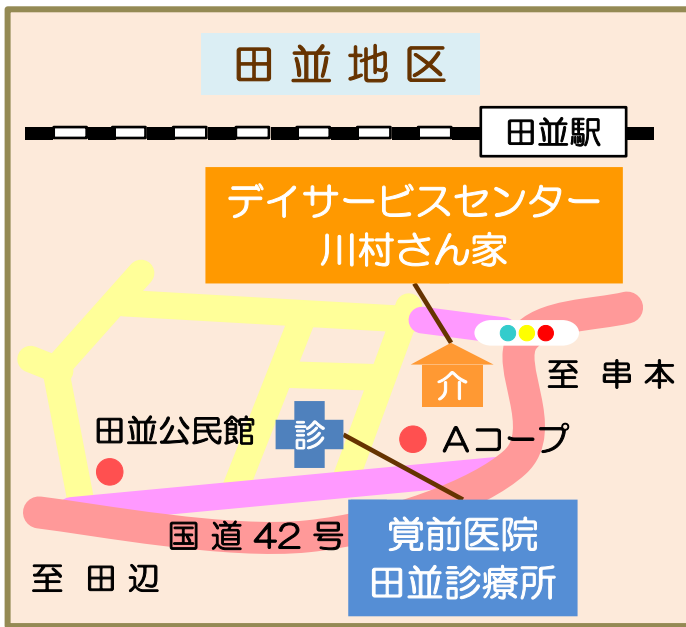 田並地区
田並駅
デイサービスセンター
川村さん家
至 串本
介
田並公民館
診
Aコープ
国道42号
覚前医院
田並診療所
至 田辺